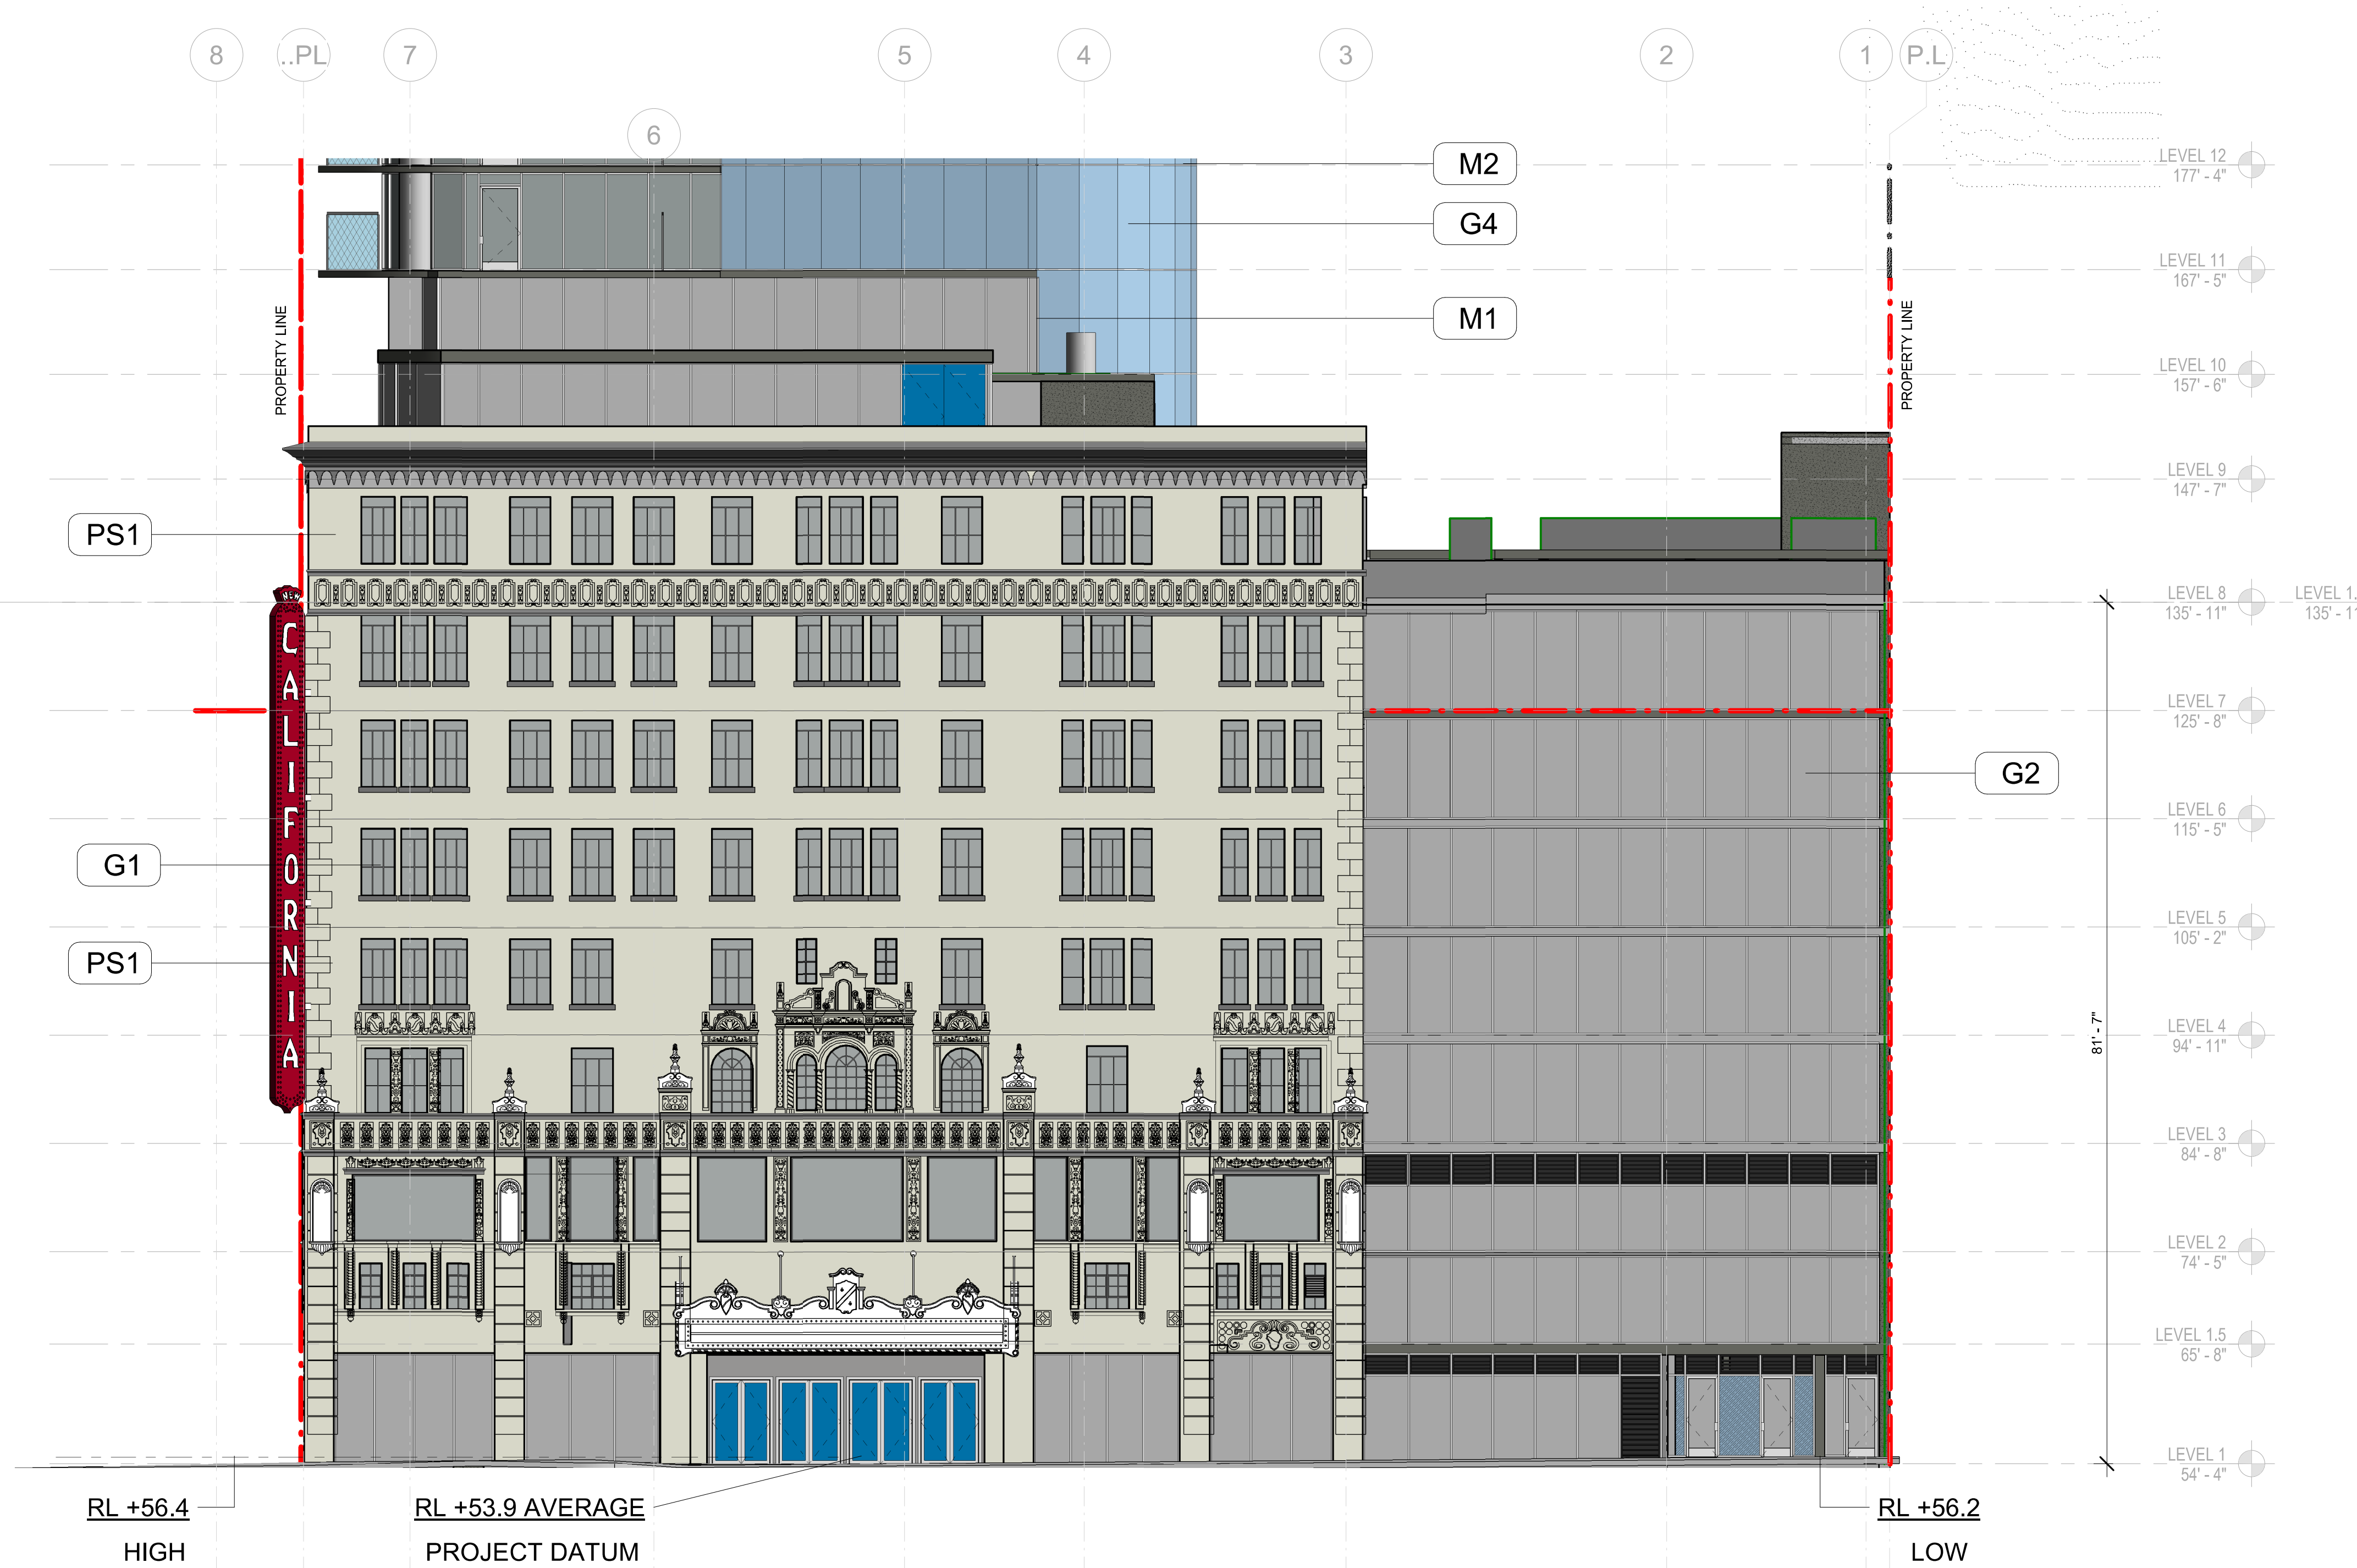 8
..PL
7
6
5
4
3
2
1
P.L
M2
G4
M1
PROPERTY LINE
PROPERTY LINE
LEVEL 12
177' - 4"
LEVEL 11
167' - 5"
LEVEL 10
157' - 6"
LEVEL 9
147' - 7"
LEVEL 8
135' - 11"
LEVEL 1.
135' - 1
LEVEL 7
125' - 8"
LEVEL 6
115' - 5"
LEVEL 5
105' - 2"
LEVEL 4
94' - 11"
LEVEL 3
84' - 8"
LEVEL 2
74' - 5"
LEVEL 1.5
65' - 8"
LEVEL 1
54' - 4"
PS1
G1
PS1
G2
NEW
CALIFORNIA
81' - 7"
RL +56.4
HIGH
RL +53.9 AVERAGE
PROJECT DATUM
RL +56.2
LOW